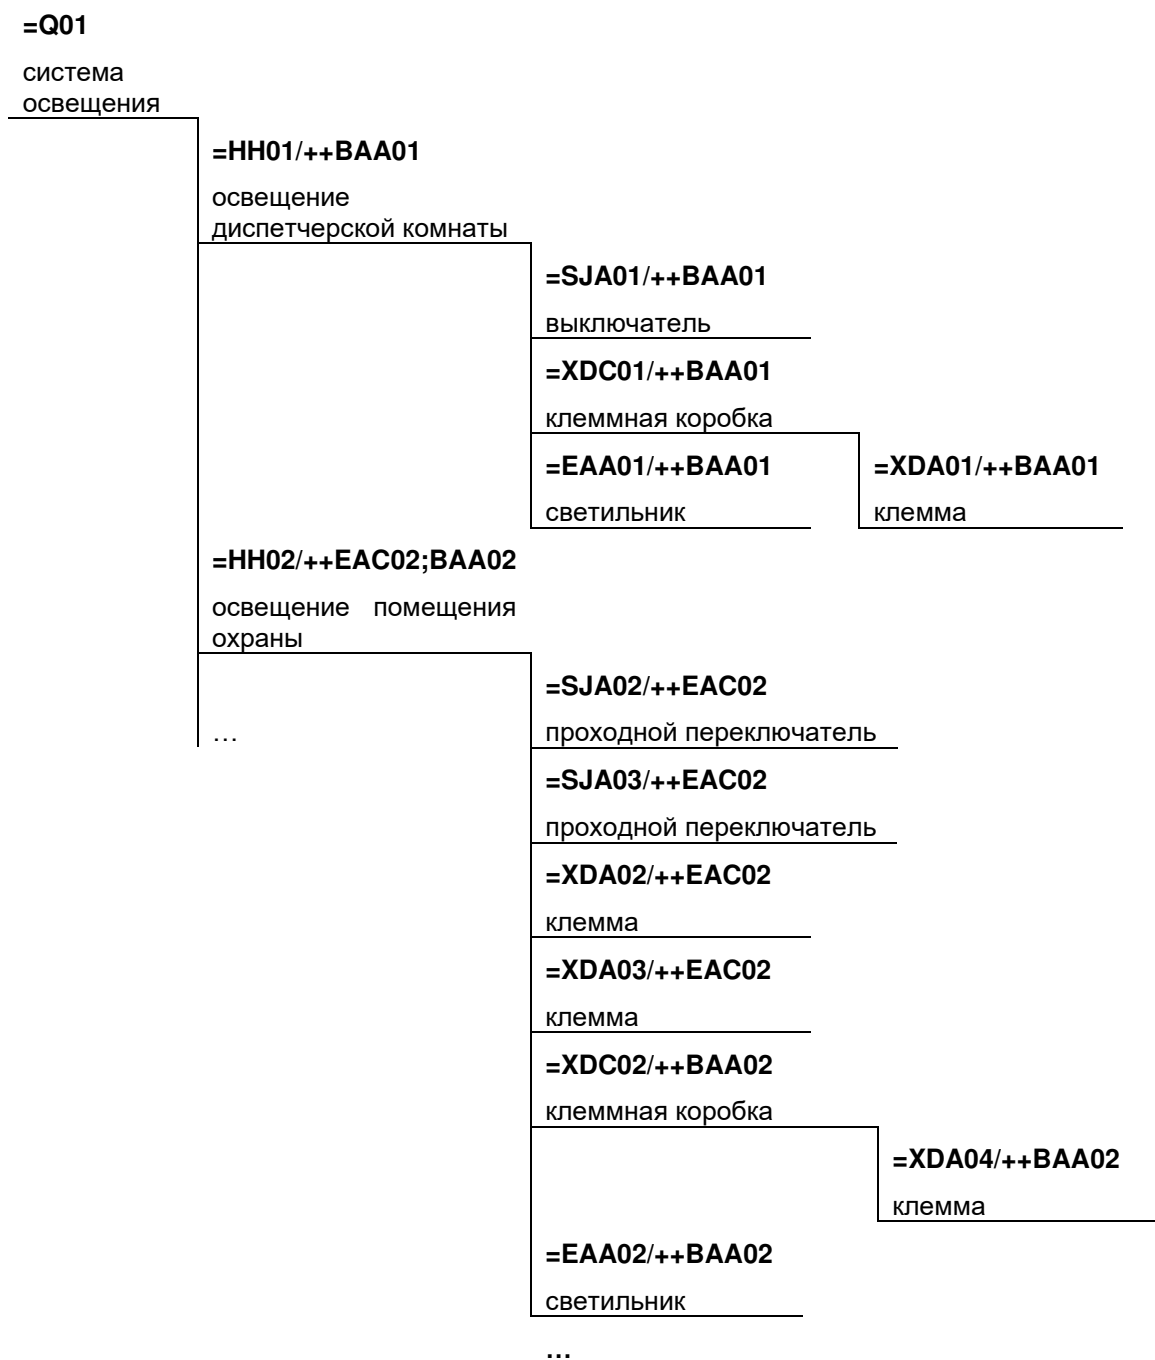 =Q01
система
освещения
=HH01/++BAA01
освещение
диспетчерской комнаты
=SJA01/++BAA01
выключатель
=XDC01/++BAA01
клеммная коробка
=EAA01/++BAA01
светильник
=XDA01/++BAA01
клемма
=HH02/++EAC02;BAA02
освещение помещения
охраны
…
=SJA02/++EAC02
проходной переключатель
=SJA03/++EAC02
проходной переключатель
=XDA02/++EAC02
клемма
=XDA03/++EAC02
клемма
=XDC02/++BAA02
клеммная коробка
=XDA04/++BAA02
клемма
=EAA02/++BAA02
светильник
…